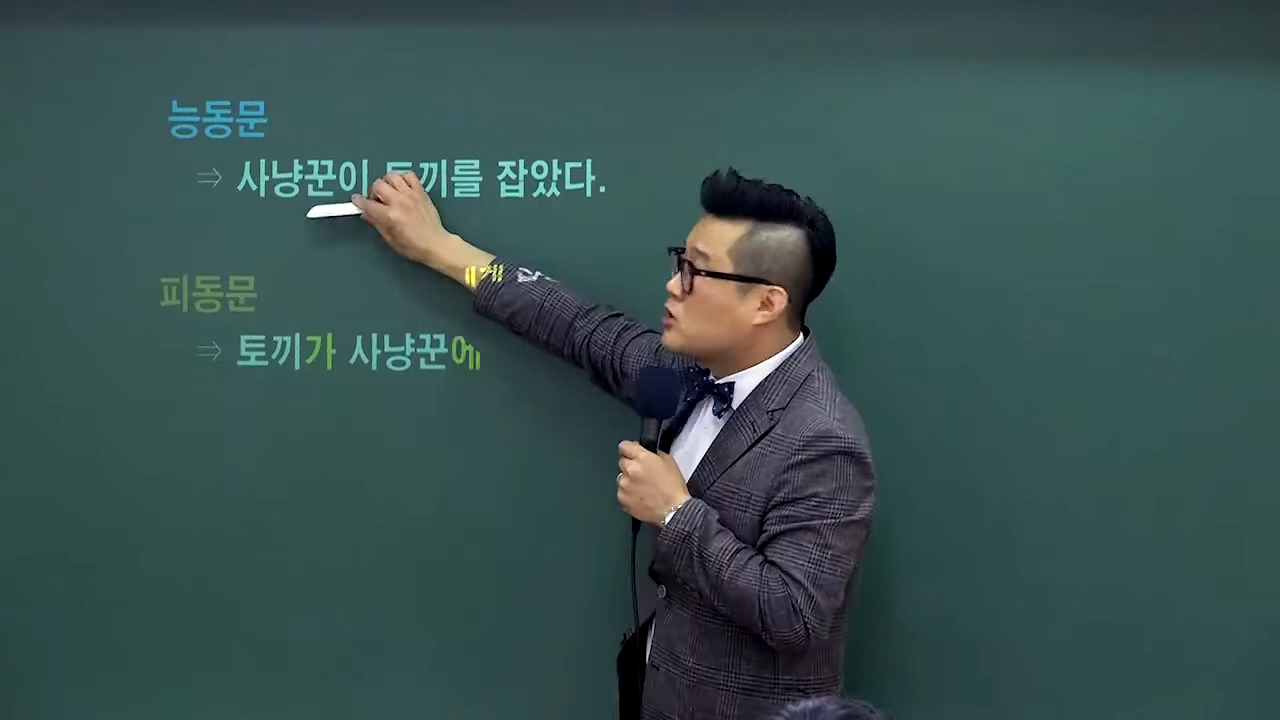 능동문
⇒ 사냥꾼이 토끼를 잡았다.
피동문
⇒ 토끼가 사냥꾼에